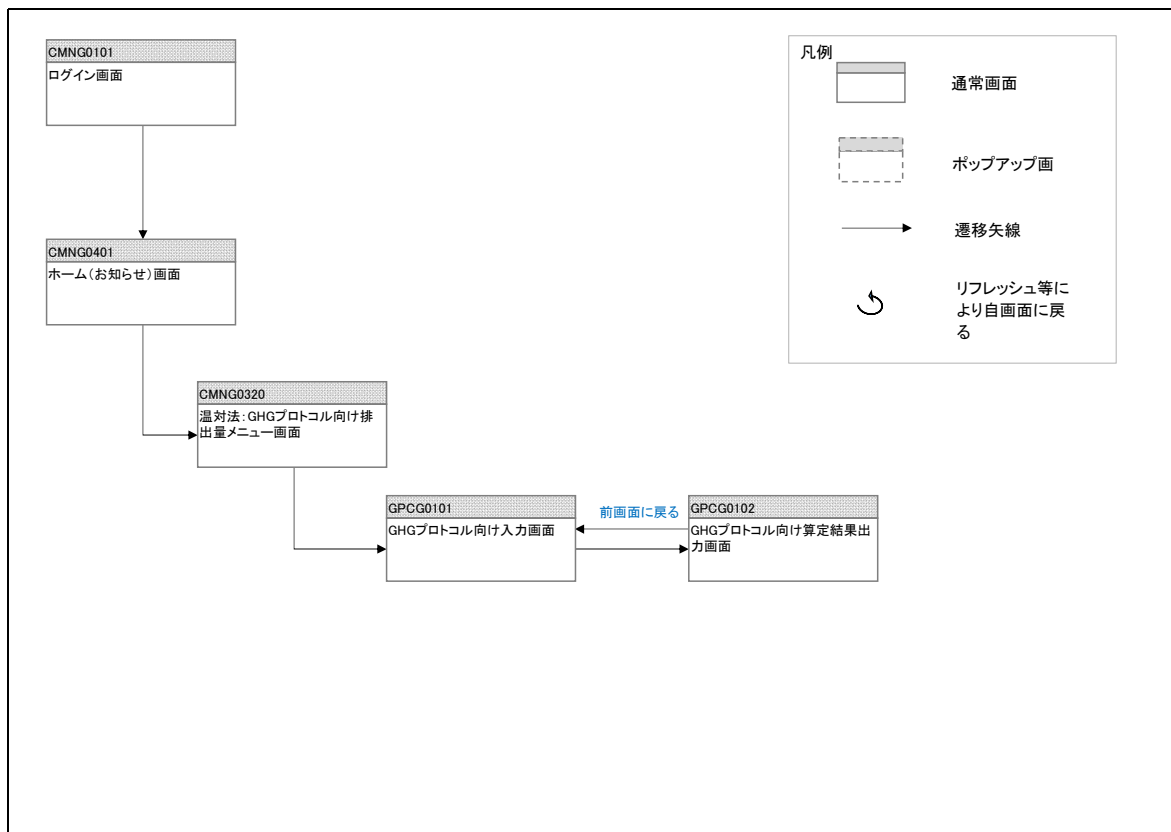 CMNG0101
ログイン画面
凡例
通常画面
ポップアップ画
遷移矢線
リフレッシュ等に
より自画面に戻
る
CMNG0401
ホーム(お知らせ)画面
CMNG0320
温対法:GHGプロトコル向け排
出量メニュー画面
GPCG0101
GHGプロトコル向け入力画面
前画面に戻る
GPCG0102
GHGプロトコル向け算定結果出
力画面